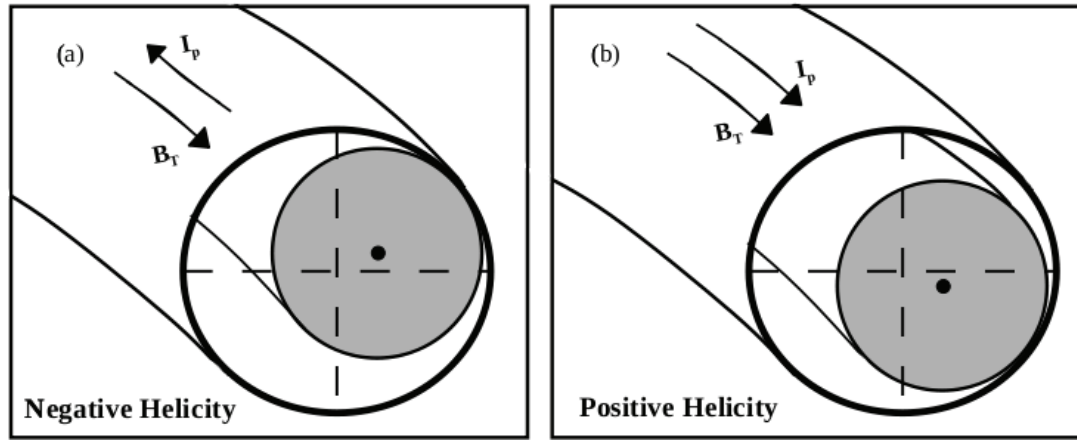 (a)
I_p
B_T
Negative Helicity
(b)
I_p
B_T
Positive Helicity